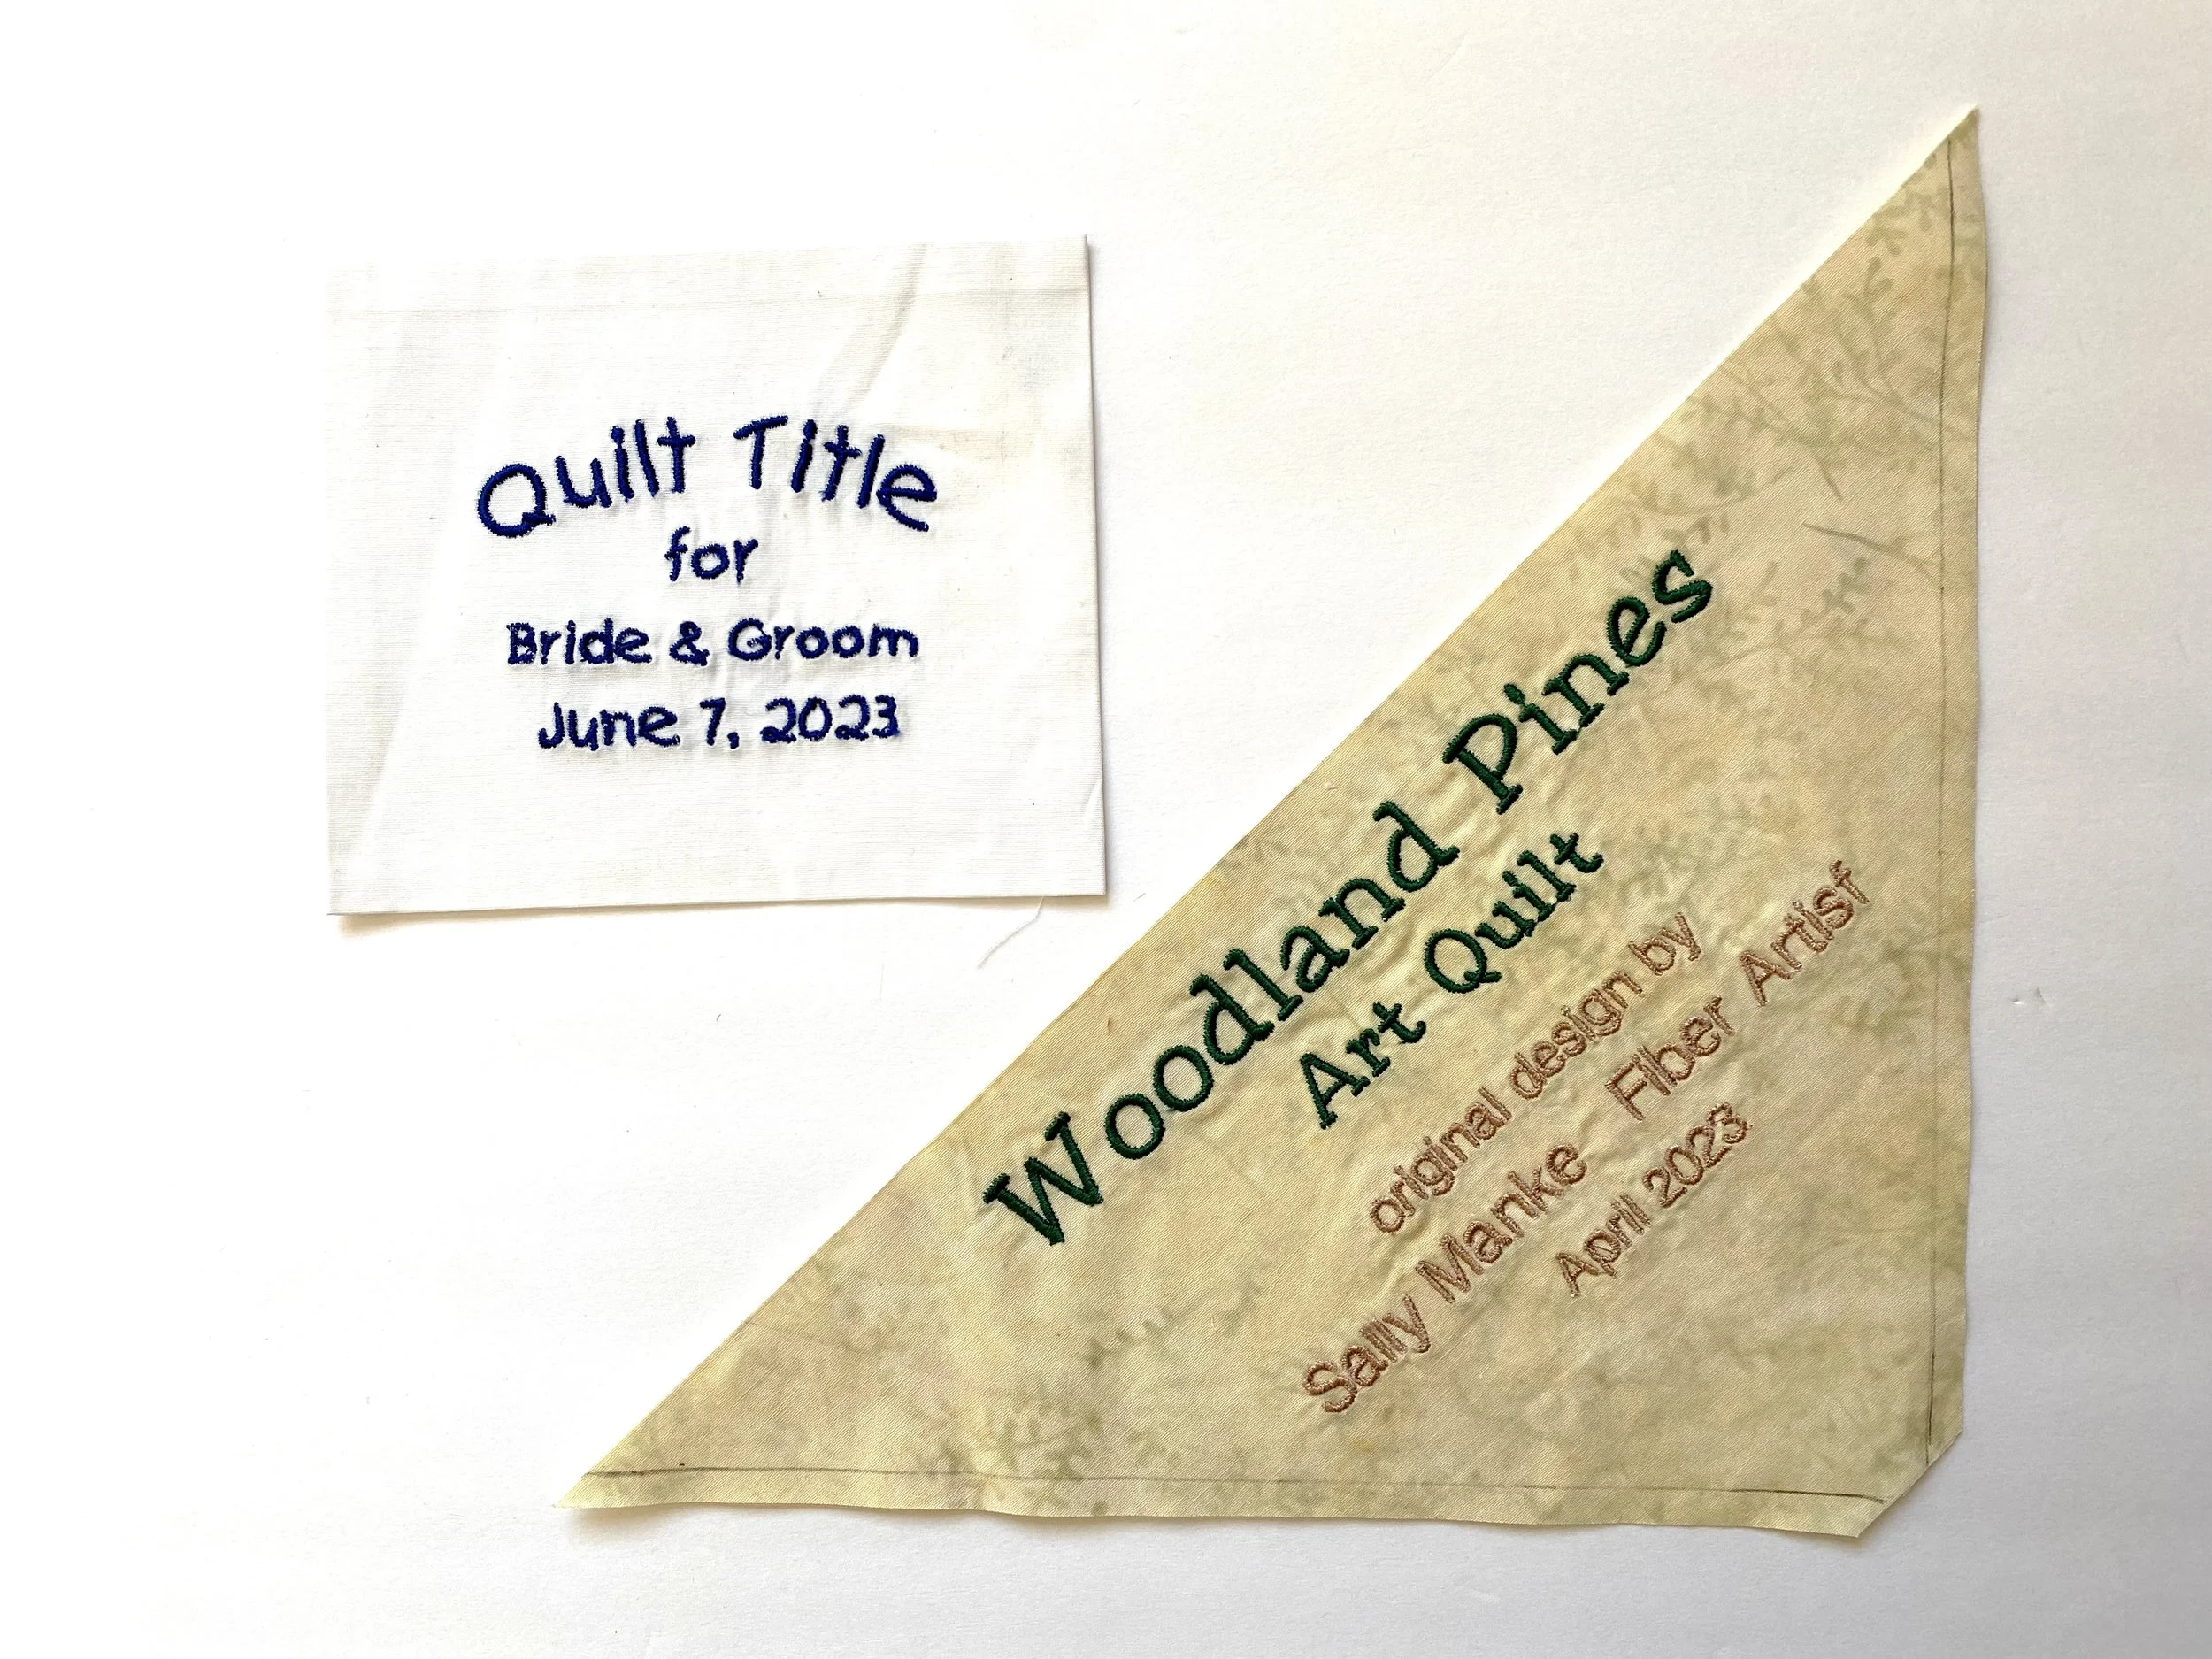 Quilt Title
for
Bride & Groom
June 7, 2023
Woodland Pines
Art Quilt
original design by
Sally Manke Fiber Artist
April 2023